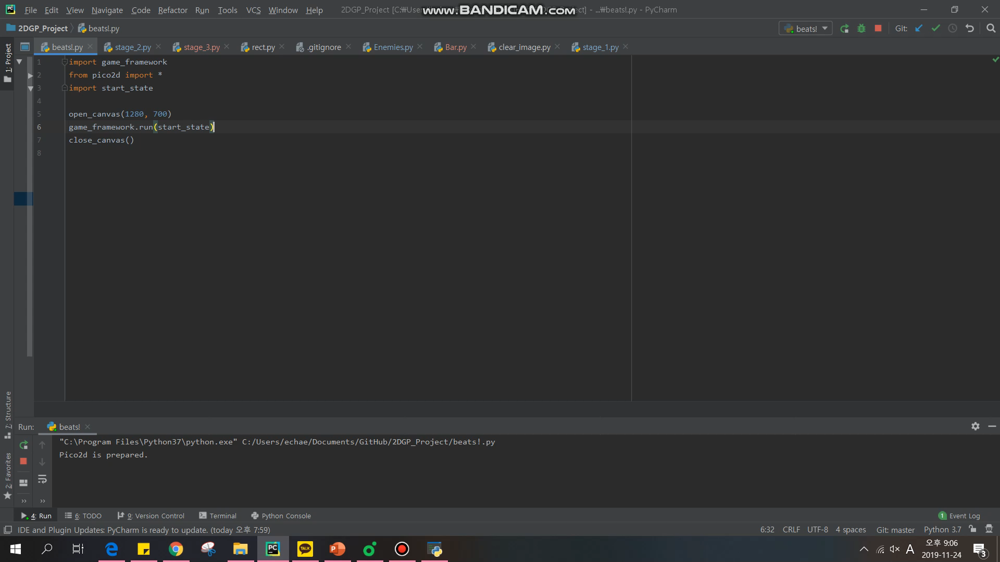 File Edit View Navigate Code Refactor Run Tools VCS Window Help 2DGP_Project [C:₩User www.BANDICAM.com Project] - ...₩beats!.py - PyCharm
2DGP_Project beats!.py beats! Git:
beats!.py stage_2.py stage_3.py rect.py .gitignore Enemies.py Bar.py clear_image.py stage_1.py
1: Project
1 import game_framework
2 from pico2d import *
3 import start_state
4
5 open_canvas(1280, 700)
6 game_framework.run(start_state)
7 close_canvas()
8
7: Structure
2: Favorites
Run: beats!
"C:\Program Files\Python37\python.exe" C:/Users/echae/Documents/GitHub/2DGP_Project/beats!.py
Pico2d is prepared.
4: Run 6: TODO 9: Version Control Terminal Python Console 1 Event Log
IDE and Plugin Updates: PyCharm is ready to update. (today 오후 7:59) 6:32 CRLF UTF-8 4 spaces Git: master Python 3.7
PC TALK P A 오후 9:06
2019-11-24 3